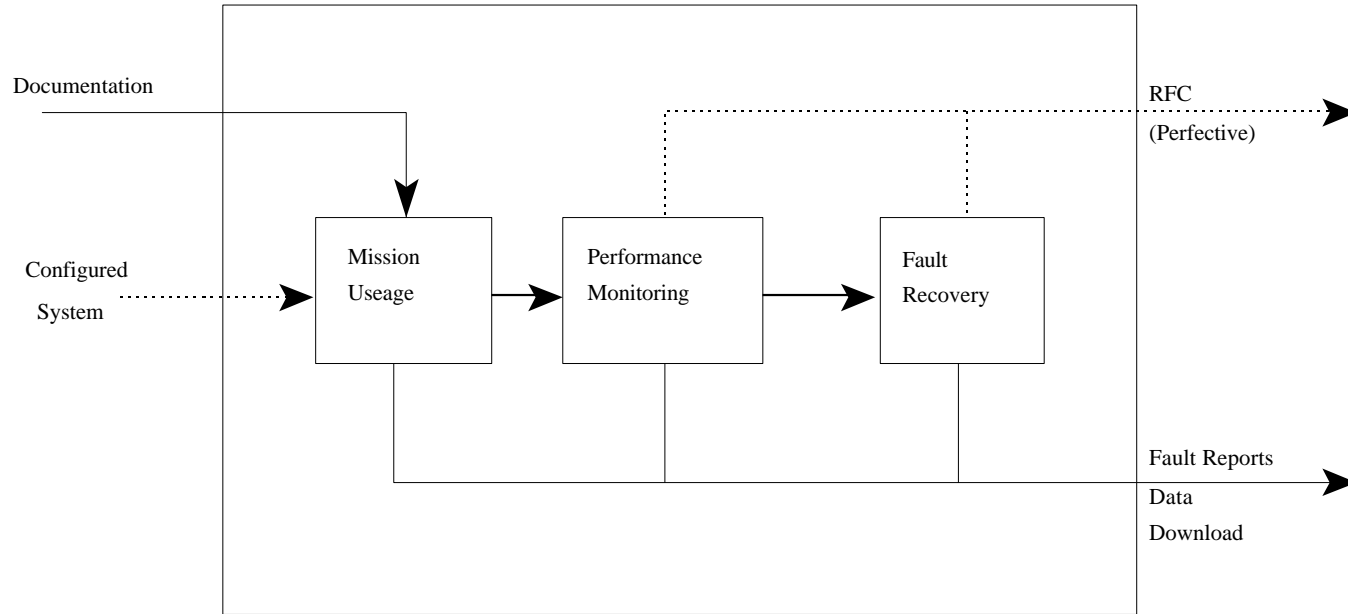 Documentation
RFC
(Perfective)
Configured
System
Mission
Useage
Performance
Monitoring
Fault
Recovery
Fault Reports
Data
Download